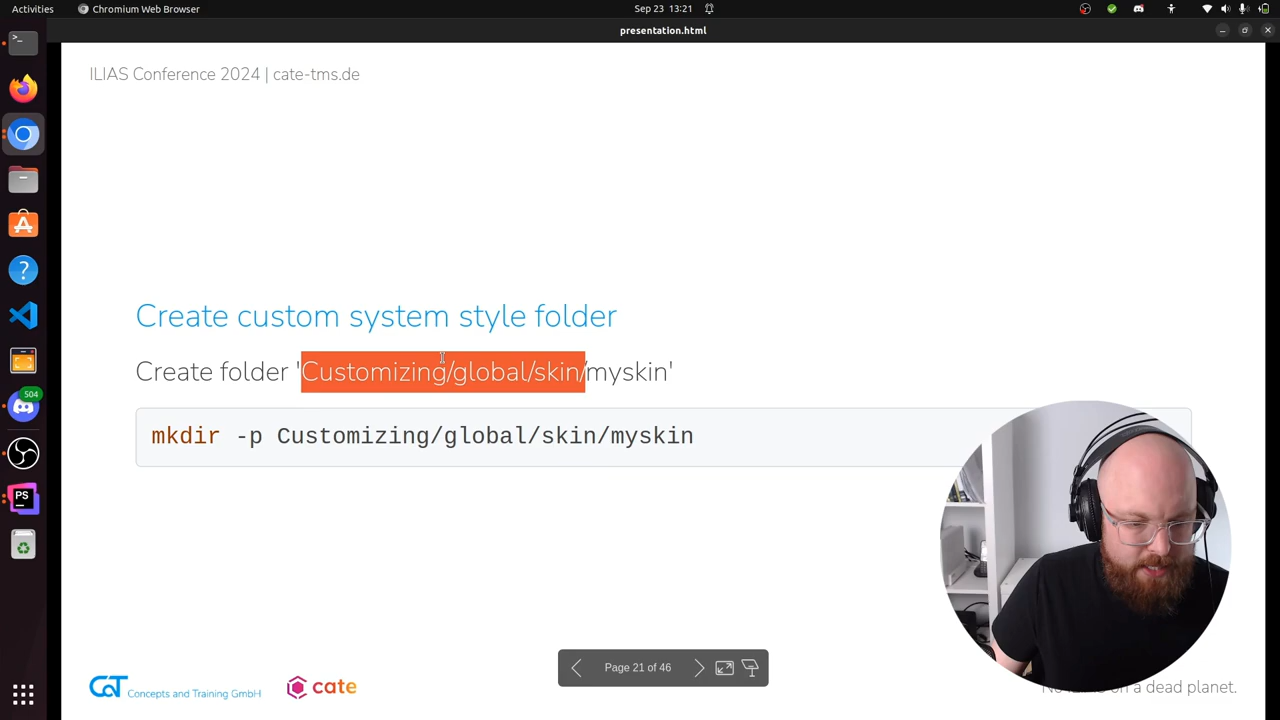 Activities
Chromium Web Browser
Sep 23 13:21
presentation.html
ILIAS Conference 2024 | cate-tms.de
Create custom system style folder
Create folder 'Customizing/global/skin/myskin'
mkdir -p Customizing/global/skin/myskin
504
PS
Page 21 of 46
CaT Concepts and Training GmbH
cate
on a dead planet.